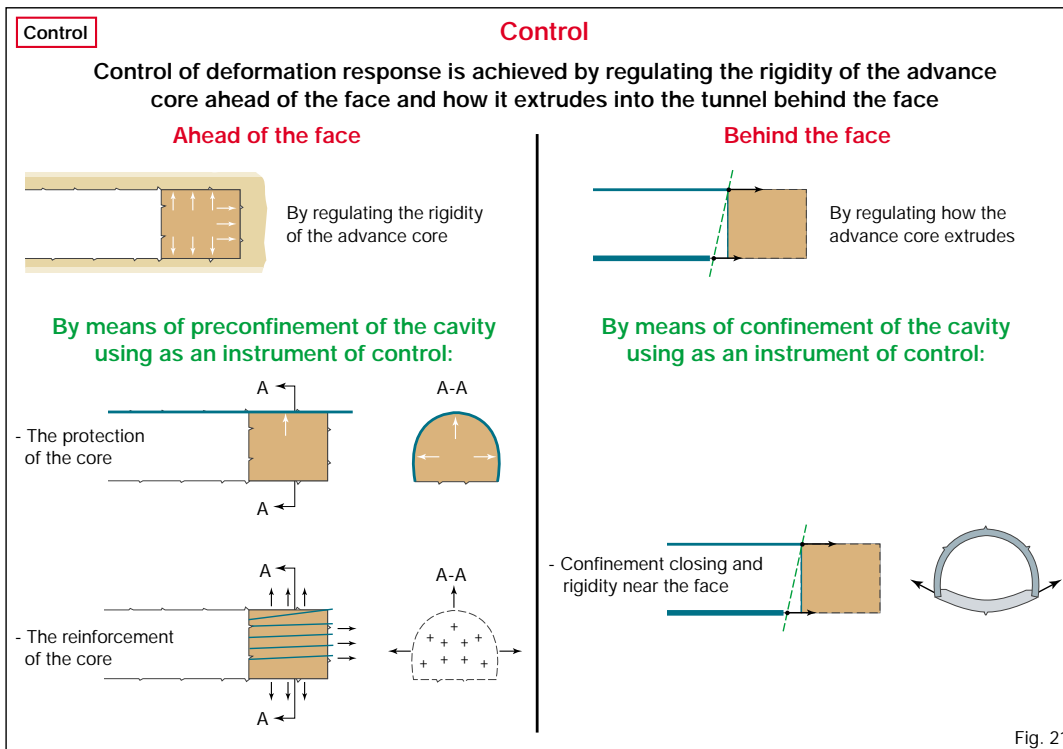 Control
Control
Control of deformation response is achieved by regulating the rigidity of the advance
core ahead of the face and how it extrudes into the tunnel behind the face
Ahead of the face
By regulating the rigidity
of the advance core
By means of preconfinement of the cavity
using as an instrument of control:
A
A-A
- The protection
of the core
A
A
A-A
- The reinforcement
of the core
A
Behind the face
By regulating how the
advance core extrudes
By means of confinement of the cavity
using as an instrument of control:
- Confinement closing and
rigidity near the face
Fig. 21